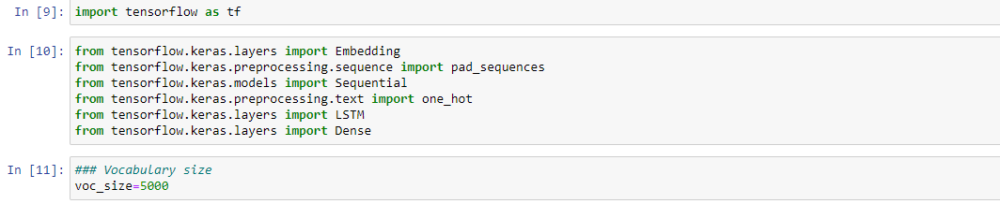 In [9]: import tensorflow as tf
In [10]: from tensorflow.keras.layers import Embedding
from tensorflow.keras.preprocessing.sequence import pad_sequences
from tensorflow.keras.models import Sequential
from tensorflow.keras.preprocessing.text import one_hot
from tensorflow.keras.layers import LSTM
from tensorflow.keras.layers import Dense
In [11]: ### Vocabulary size
voc_size=5000